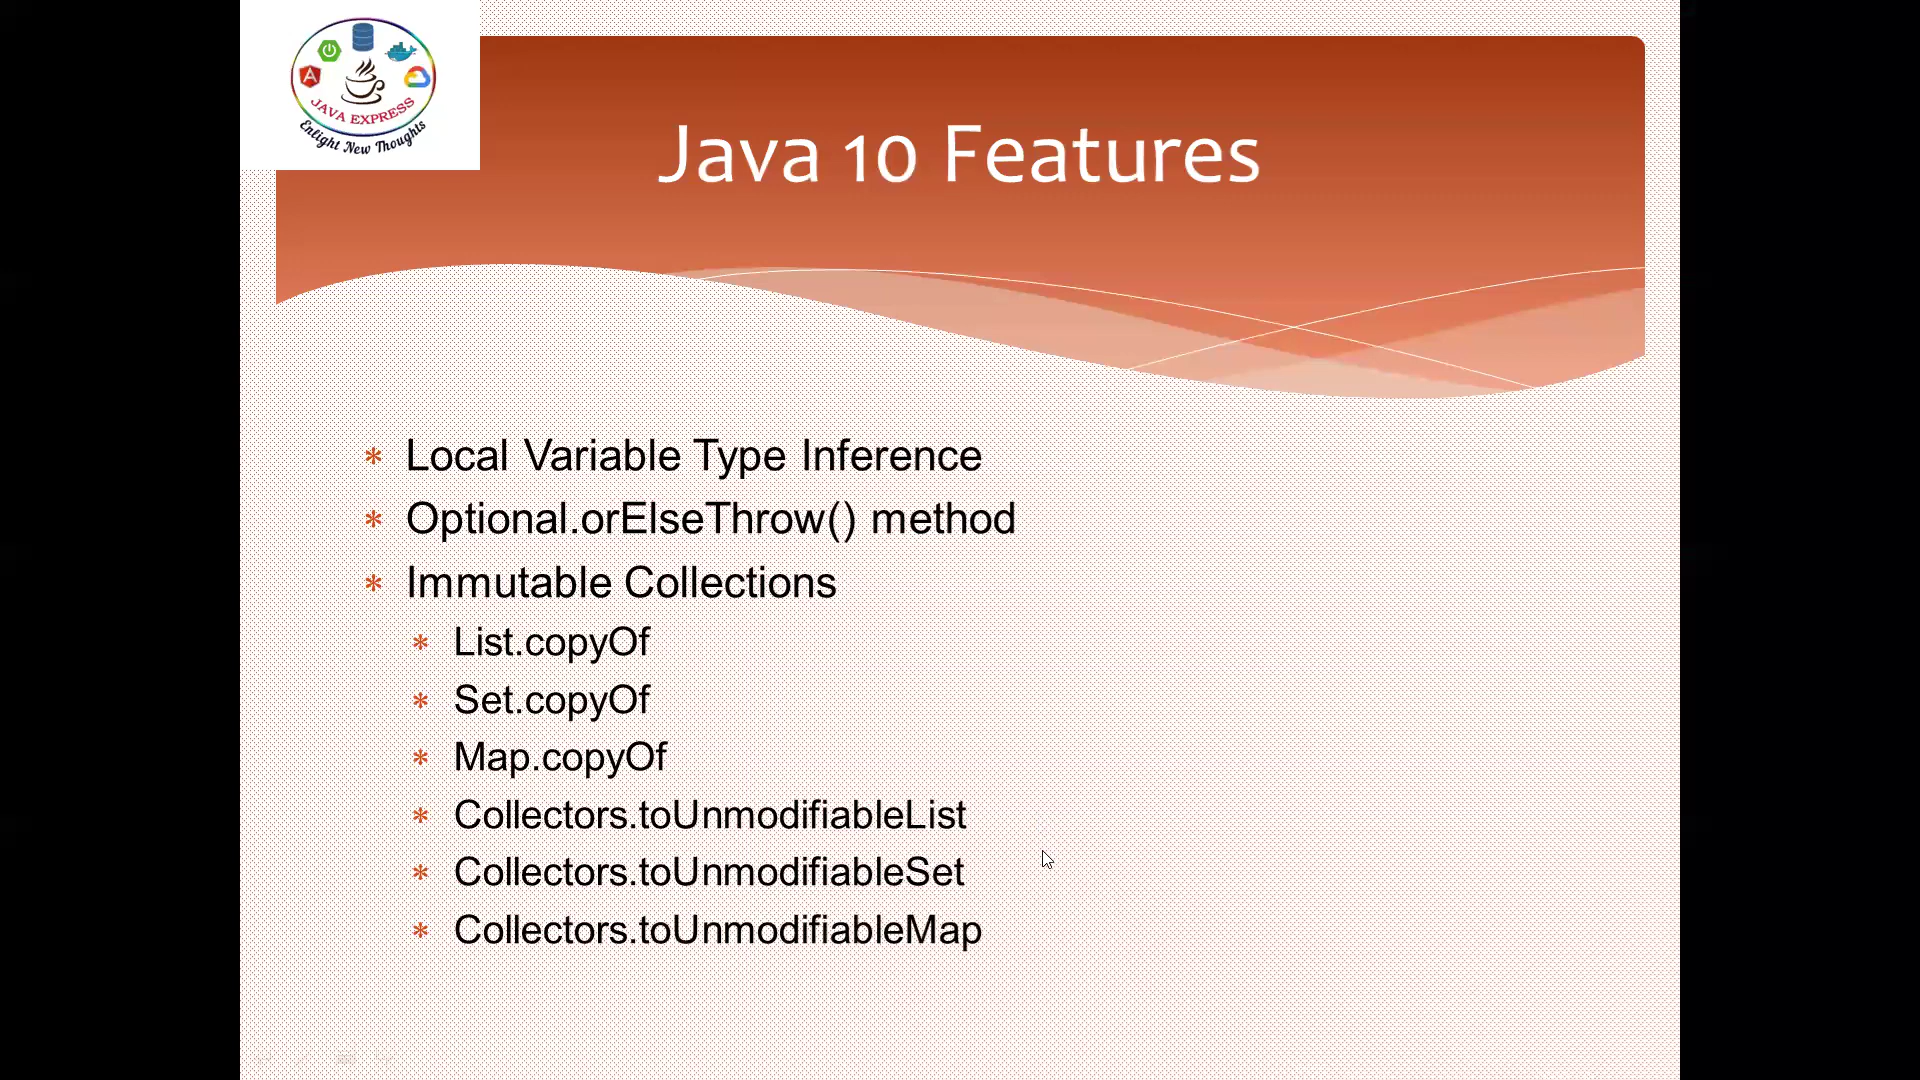 JAVA EXPRESS
Enlight New Thoughts
Java 10 Features
* Local Variable Type Inference
* Optional.orElseThrow() method
* Immutable Collections
* List.copyOf
* Set.copyOf
* Map.copyOf
* Collectors.toUnmodifiableList
* Collectors.toUnmodifiableSet
* Collectors.toUnmodifiableMap